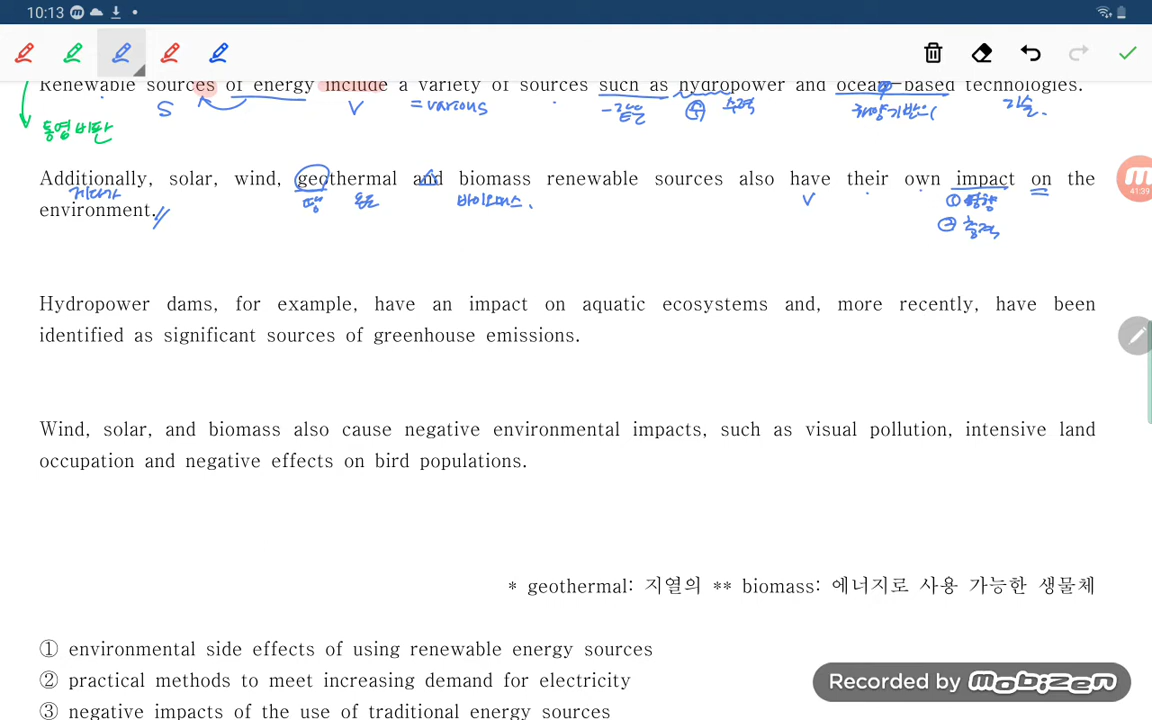 10:13
Renewable sources of energy include a variety of sources such as hydropower and ocean-based technologies.
S V = various 수력 해양기반의 기술.
통념비판
Additionally, solar, wind, geothermal and biomass renewable sources also have their own impact on the
게다가 땅 온도 바이오매스. V ① 영향
environment.
② 충격
41:39
Hydropower dams, for example, have an impact on aquatic ecosystems and, more recently, have been
identified as significant sources of greenhouse emissions.
Wind, solar, and biomass also cause negative environmental impacts, such as visual pollution, intensive land
occupation and negative effects on bird populations.
* geothermal: 지열의 ** biomass: 에너지로 사용 가능한 생물체
① environmental side effects of using renewable energy sources
② practical methods to meet increasing demand for electricity
③ negative impacts of the use of traditional energy sources
Recorded by mobizen